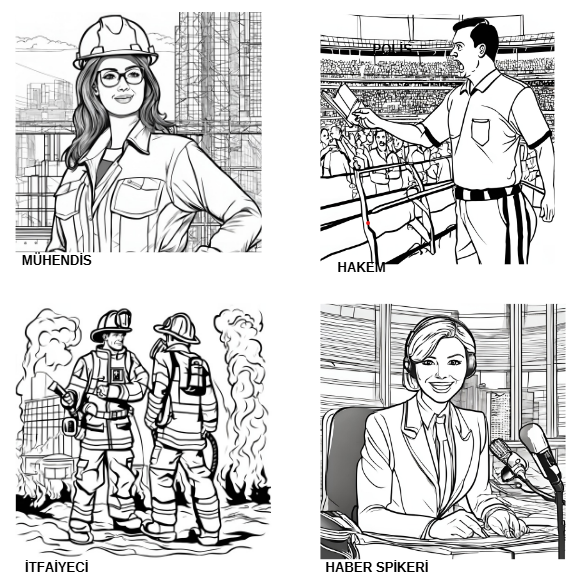 POLİS
MÜHENDİS
HAKEM
İTFAİYECİ
HABER SPİKERİ